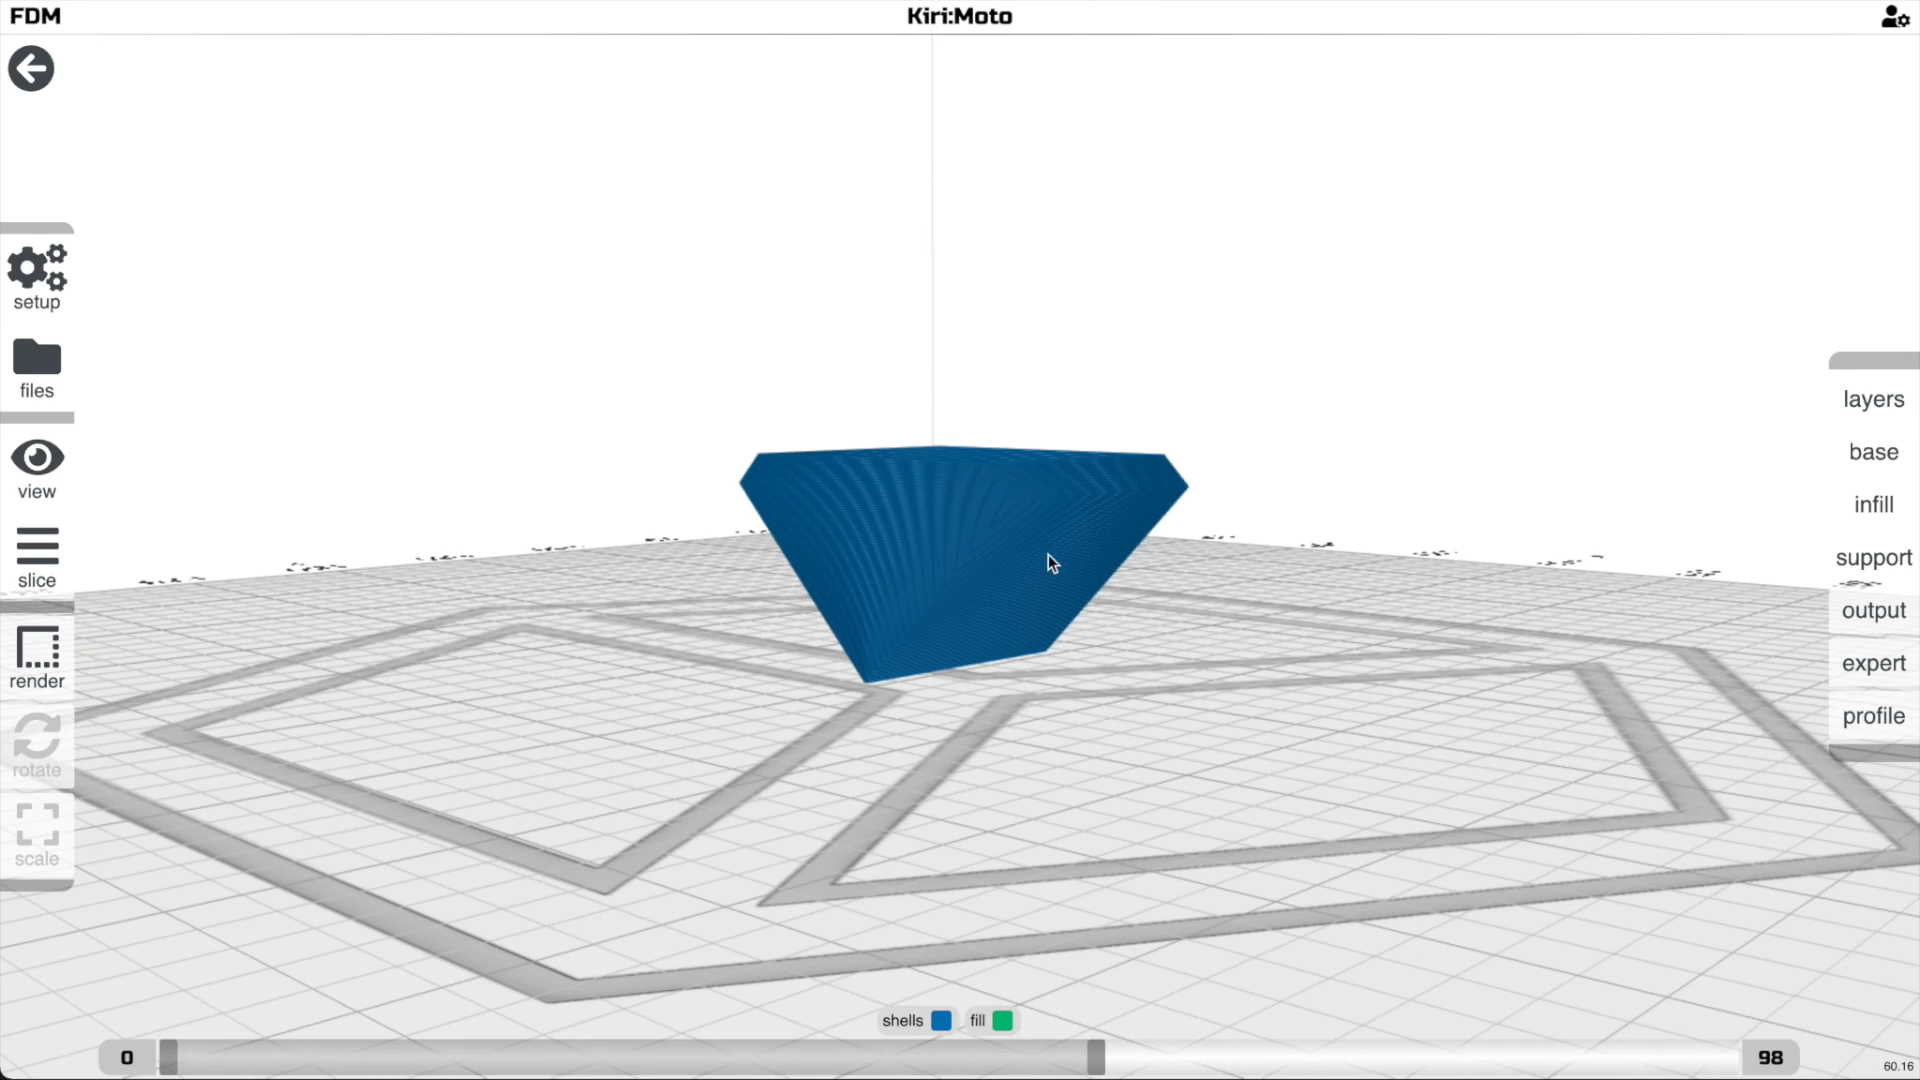 FDM
Kiri:Moto
setup
files
view
slice
render
rotate
scale
layers
base
infill
support
output
expert
profile
shells
fill
0
98
60.16